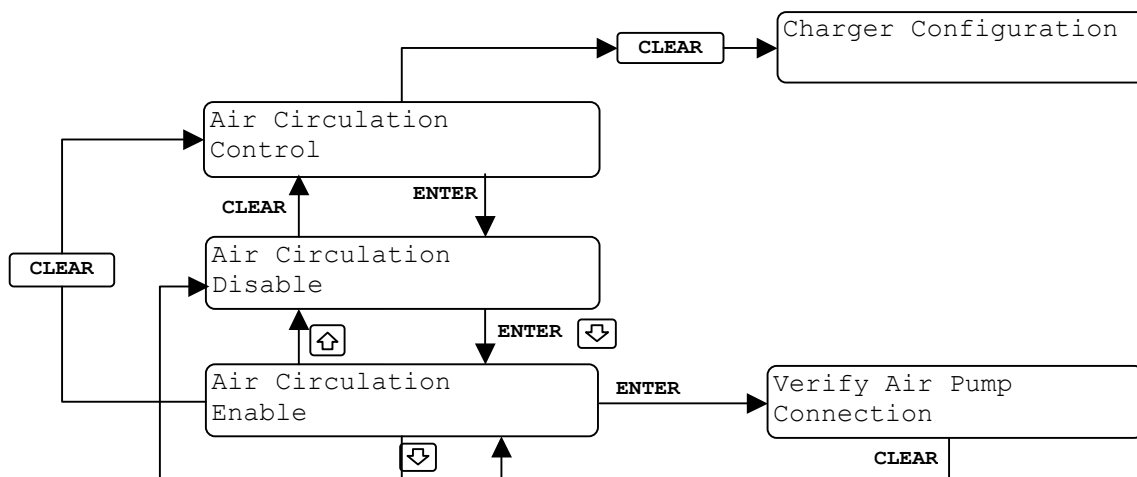 Charger Configuration
CLEAR
Air Circulation
Control
CLEAR
ENTER
Air Circulation
Disable
CLEAR
ENTER
Air Circulation
Enable
ENTER
Verify Air Pump
Connection
CLEAR